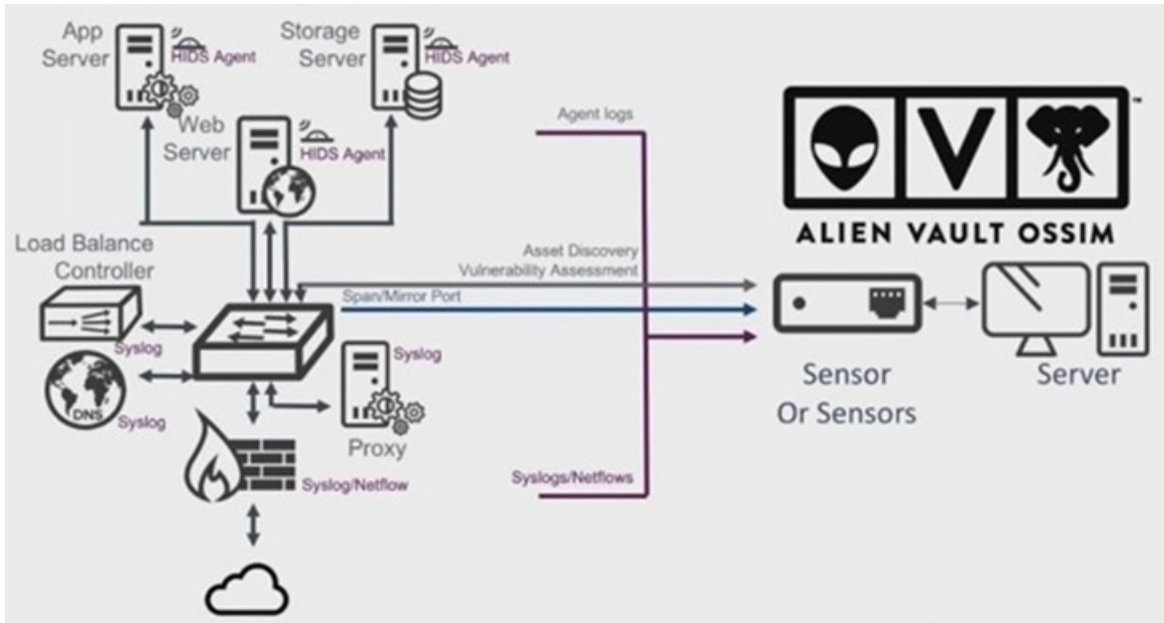 App
Server
HIDS Agent
Storage
Server
HIDS Agent
Web
Server
HIDS Agent
Agent logs
V
™
ALIEN VAULT OSSIM
Load Balance
Controller
Syslog
Asset Discovery
Vulnerability Assessment
Span/Mirror Port
Syslog
DNS
Syslog
Proxy
Sensor
Or Sensors
Server
Syslog/Netflow
Syslogs/Netflows